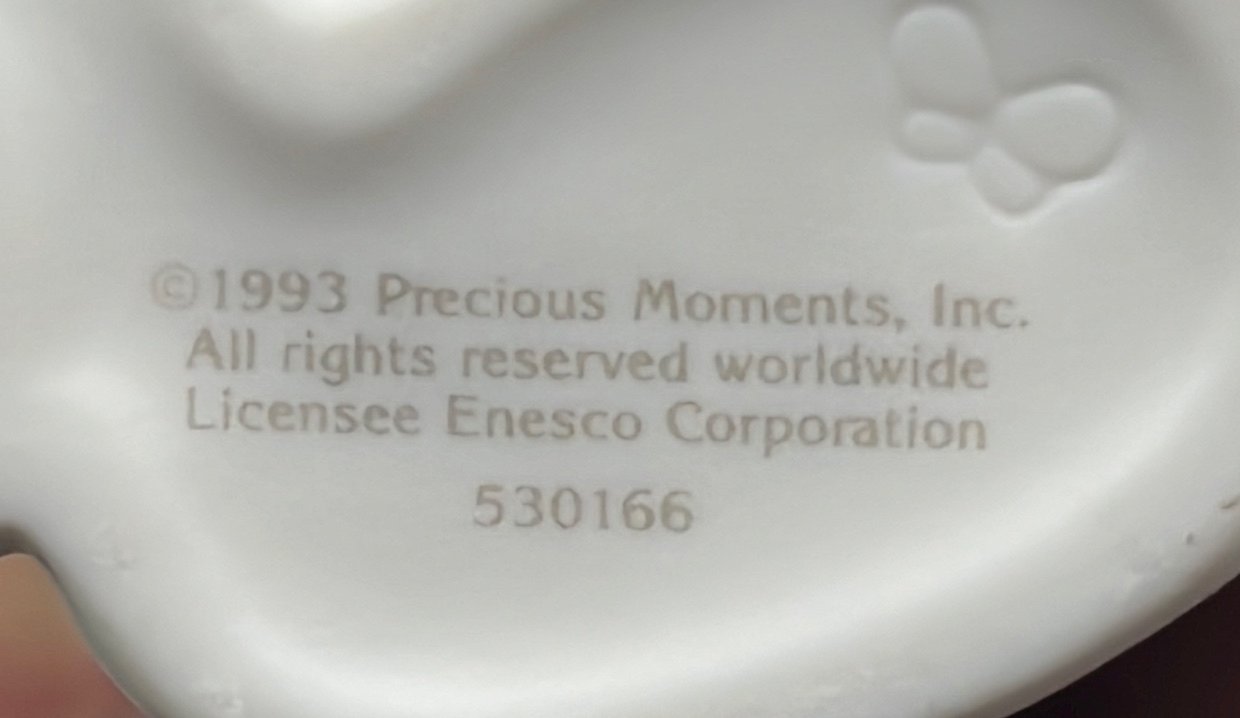 ©1993 Precious Moments, Inc.
All rights reserved worldwide
Licensee Enesco Corporation
530166